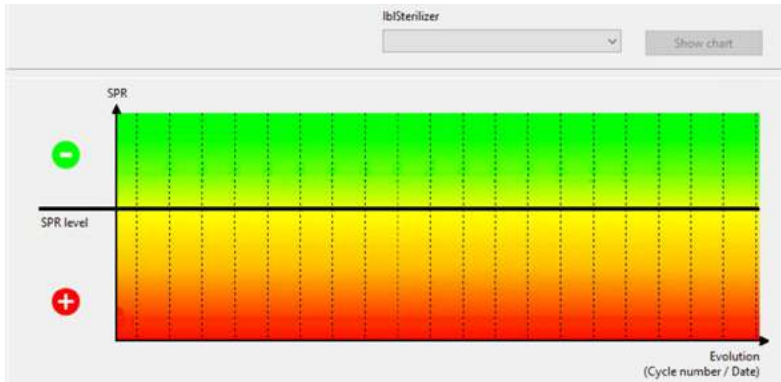 lblSterilizer
Show chart
SPR
SPR level
Evolution
(Cycle number / Date)